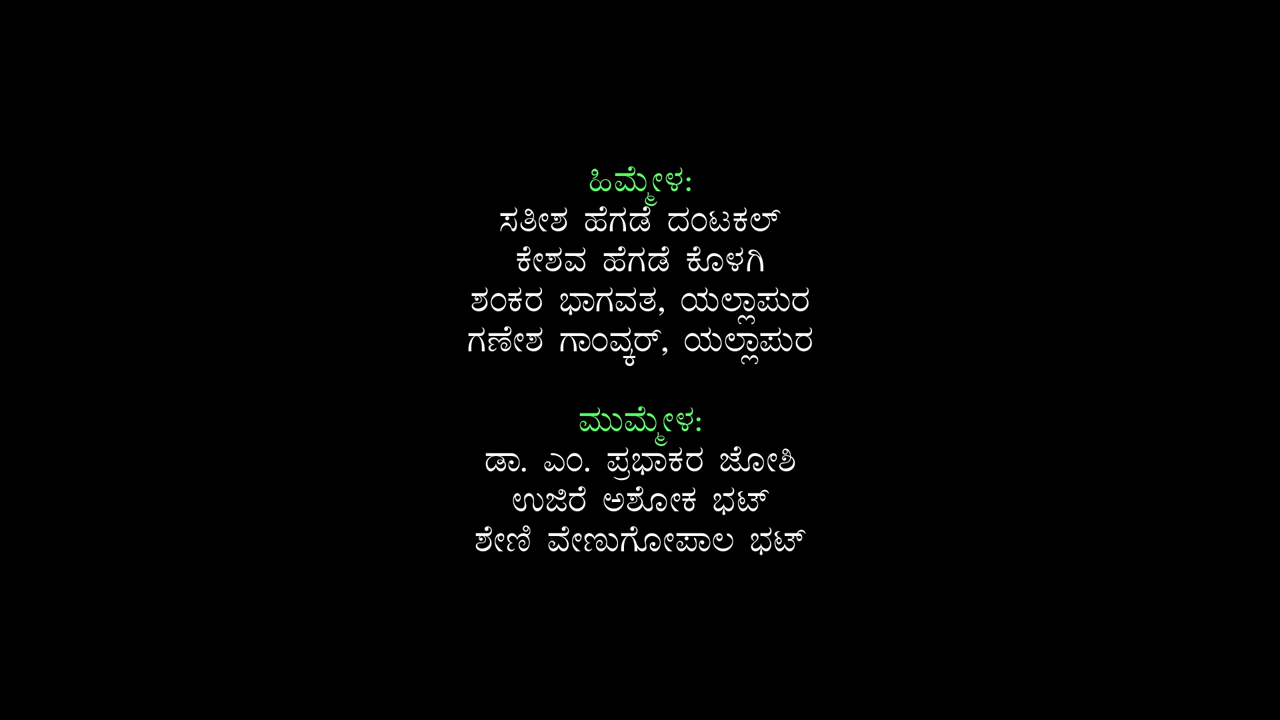 ಹಿಮ್ಮೇಳ:
ಸತೀಶ ಹೆಗಡೆ ದಂಟಕಲ್
ಕೇಶವ ಹೆಗಡೆ ಕೊಳಗಿ
ಶಂಕರ ಭಾಗವತ, ಯಲ್ಲಾಪುರ
ಗಣೇಶ ಗಾಂವ್ಕರ್, ಯಲ್ಲಾಪುರ
ಮುಮ್ಮೇಳ:
ಡಾ. ಎಂ. ಪ್ರಭಾಕರ ಜೋಶಿ
ಉಜಿರೆ ಅಶೋಕ ಭಟ್
ಶೇಣಿ ವೇಣುಗೋಪಾಲ ಭಟ್